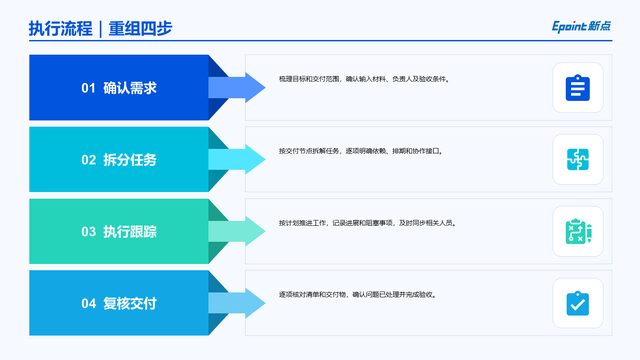 执行流程｜重组四步
Epoint新点
01 确认需求
梳理目标和交付范围，确认输入材料、负责人及验收条件。
02 拆分任务
按交付节点拆解任务，逐项明确依赖、排期和协作接口。
03 执行跟踪
按计划推进工作，记录进展和阻塞事项，及时同步相关人员。
04 复核交付
逐项核对清单和交付物，确认问题已处理并完成验收。